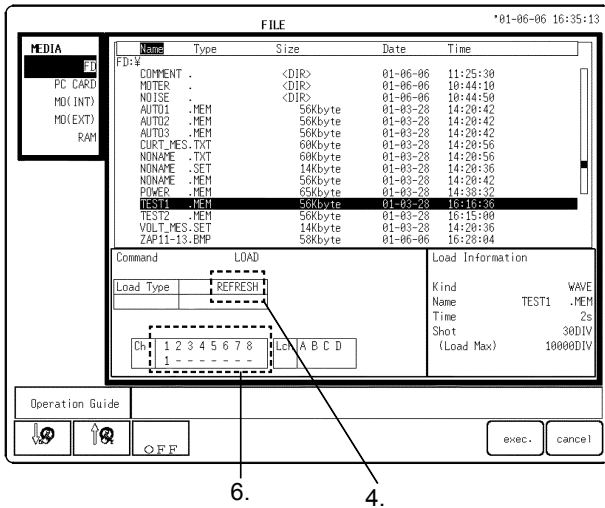 FILE
'01-06-06 16:35:13
MEDIA
FD
PC CARD
MO(INT)
MO(EXT)
RAM
Name Type Size Date Time
FD:¥
COMMENT . <DIR> 01-06-06 11:25:30
MOTER . <DIR> 01-06-06 10:44:10
NOISE . <DIR> 01-06-06 10:44:50
AUTO1 .MEM 56Kbyte 01-03-28 14:20:42
AUTO2 .MEM 56Kbyte 01-03-28 14:20:42
AUTO3 .MEM 56Kbyte 01-03-28 14:20:42
CURT_MES.TXT 60Kbyte 01-03-28 14:20:56
NONAME .TXT 60Kbyte 01-03-28 14:20:56
NONAME .SET 14Kbyte 01-03-28 14:20:36
NONAME .MEM 56Kbyte 01-03-28 14:20:42
POWER .MEM 65Kbyte 01-03-28 14:38:32
TEST1 .MEM 56Kbyte 01-03-28 16:16:36
TEST2 .MEM 56Kbyte 01-03-28 16:15:00
VOLT_MES.SET 14Kbyte 01-03-28 14:20:36
ZAP11-13.BMP 58Kbyte 01-06-06 16:28:04
Command LOAD
Load Type REFRESH
Ch 1 2 3 4 5 6 7 8 Lch A B C D
1 - - - - - - -
Load Information
Kind WAVE
Name TEST1 .MEM
Time 2s
Shot 30DIV
(Load Max) 10000DIV
Operation Guide
OFF
exec. cancel
6. 4.